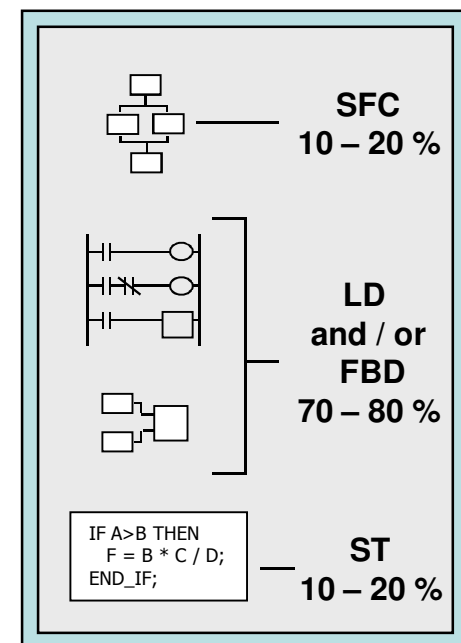 SFC
10 – 20 %
LD
and / or
FBD
70 – 80 %
IF A>B THEN
F = B * C / D;
END_IF;
ST
10 – 20 %